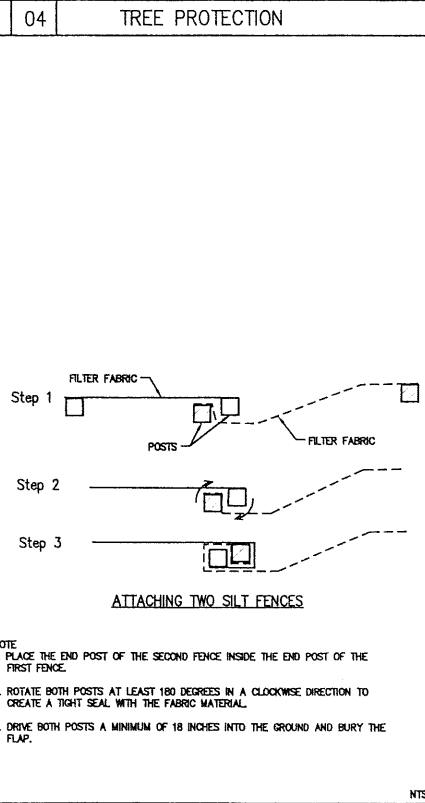 04 TREE PROTECTION
FILTER FABRIC
Step 1
POSTS
FILTER FABRIC
Step 2
Step 3
ATTACHING TWO SILT FENCES
OTE
PLACE THE END POST OF THE SECOND FENCE INSIDE THE END POST OF THE
FIRST FENCE.
. ROTATE BOTH POSTS AT LEAST 180 DEGREES IN A CLOCKWISE DIRECTION TO
CREATE A TIGHT SEAL WITH THE FABRIC MATERIAL.
. DRIVE BOTH POSTS A MINIMUM OF 18 INCHES INTO THE GROUND AND BURY THE
FLAP.
NTS